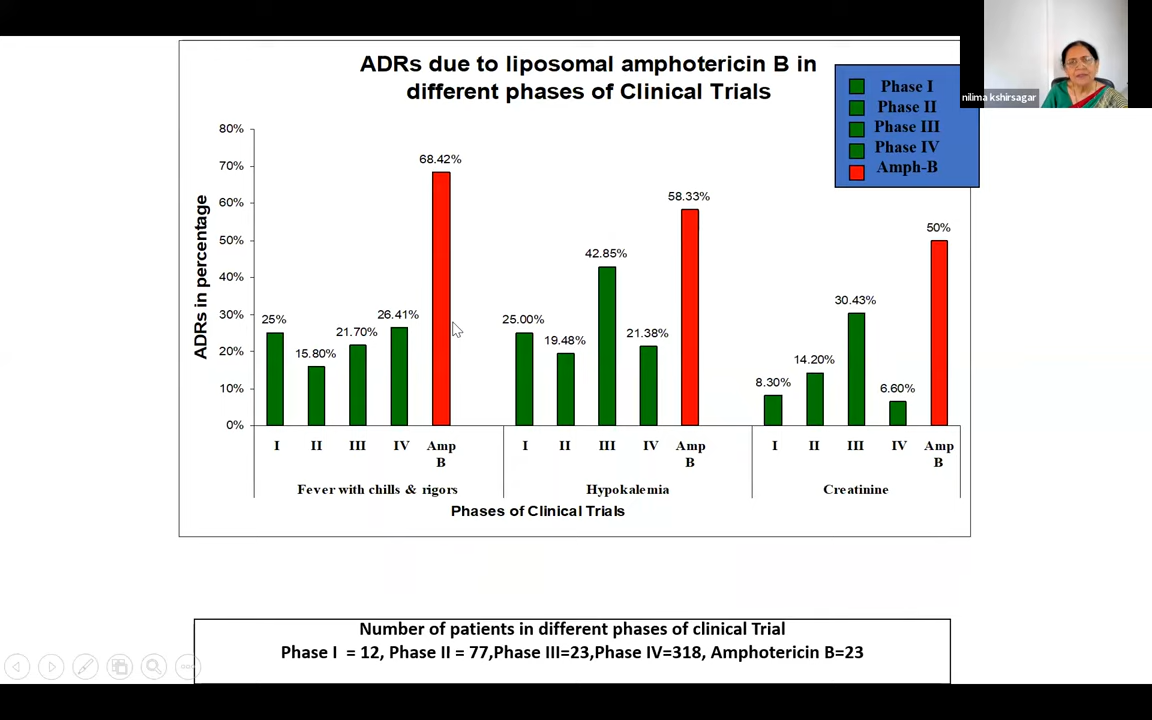 ADRs due to liposomal amphotericin B in
different phases of Clinical Trials
nilima kshirsagar
Phase I
Phase II
Phase III
Phase IV
Amph-B
ADRs in percentage
80%
70%
60%
50%
40%
30%
20%
10%
0%
25%
15.80%
21.70%
26.41%
68.42%
25.00%
19.48%
42.85%
21.38%
58.33%
8.30%
14.20%
30.43%
6.60%
50%
I II III IV Amp B
I II III IV Amp B
I II III IV Amp B
Fever with chills & rigors
Hypokalemia
Creatinine
Phases of Clinical Trials
Number of patients in different phases of clinical Trial
Phase I = 12, Phase II = 77,Phase III=23,Phase IV=318, Amphotericin B=23